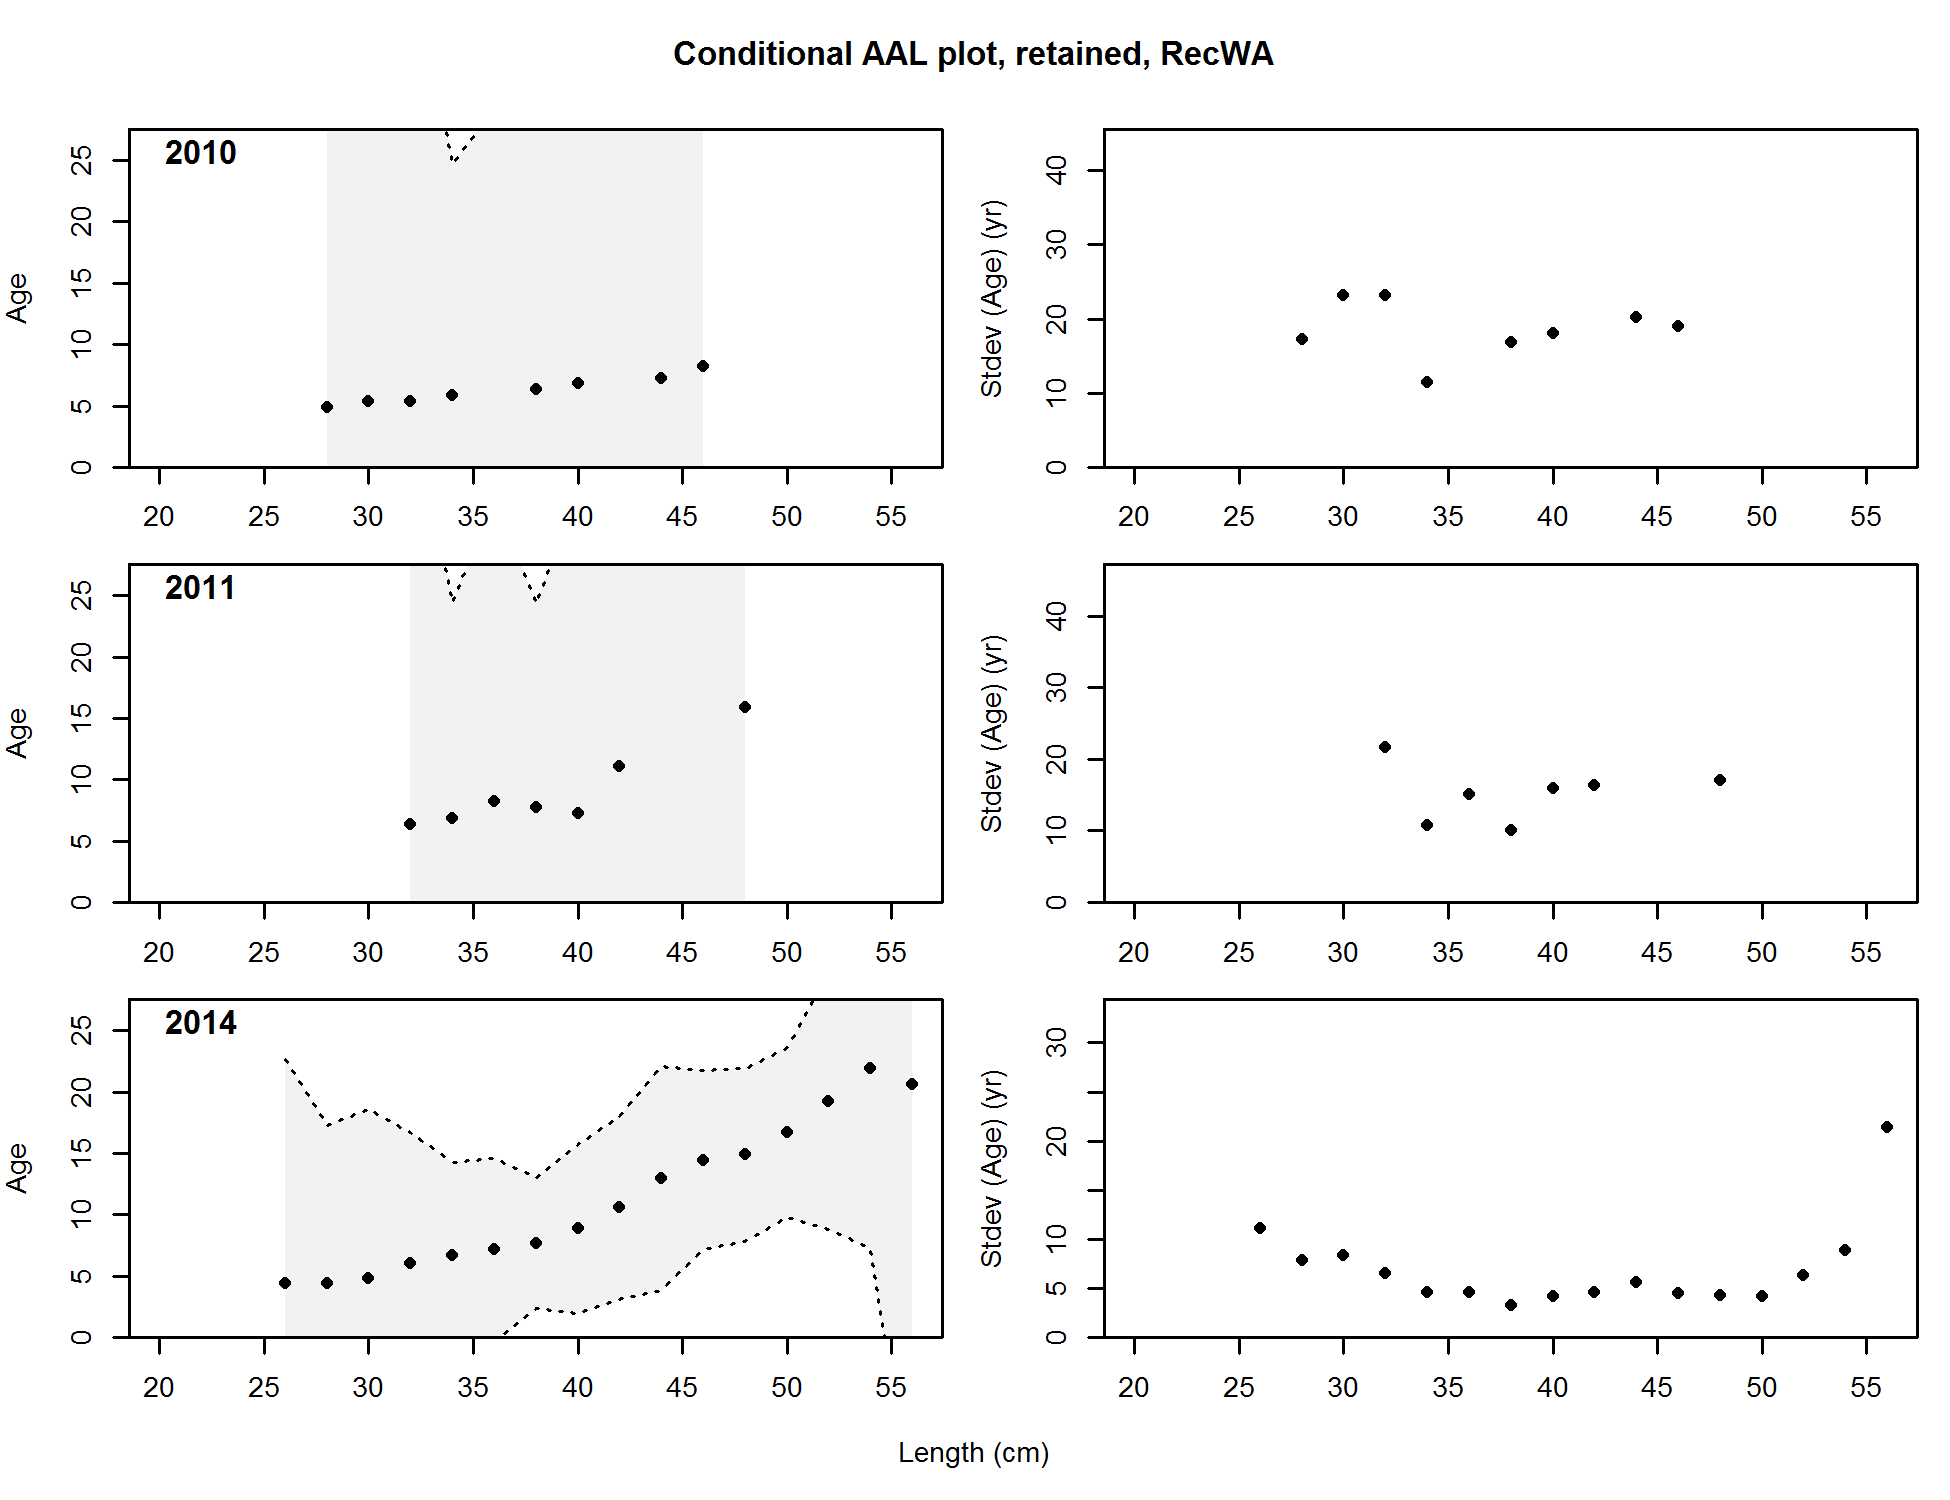 Conditional AAL plot, retained, RecWA
2010
Age
0 5 10 15 20 25
20 25 30 35 40 45 50 55
Stdev (Age) (yr)
0 10 20 30 40
20 25 30 35 40 45 50 55
2011
Age
0 5 10 15 20 25
20 25 30 35 40 45 50 55
Stdev (Age) (yr)
0 10 20 30 40
20 25 30 35 40 45 50 55
2014
Age
0 5 10 15 20 25
20 25 30 35 40 45 50 55
Stdev (Age) (yr)
0 5 10 20 30
20 25 30 35 40 45 50 55
Length (cm)